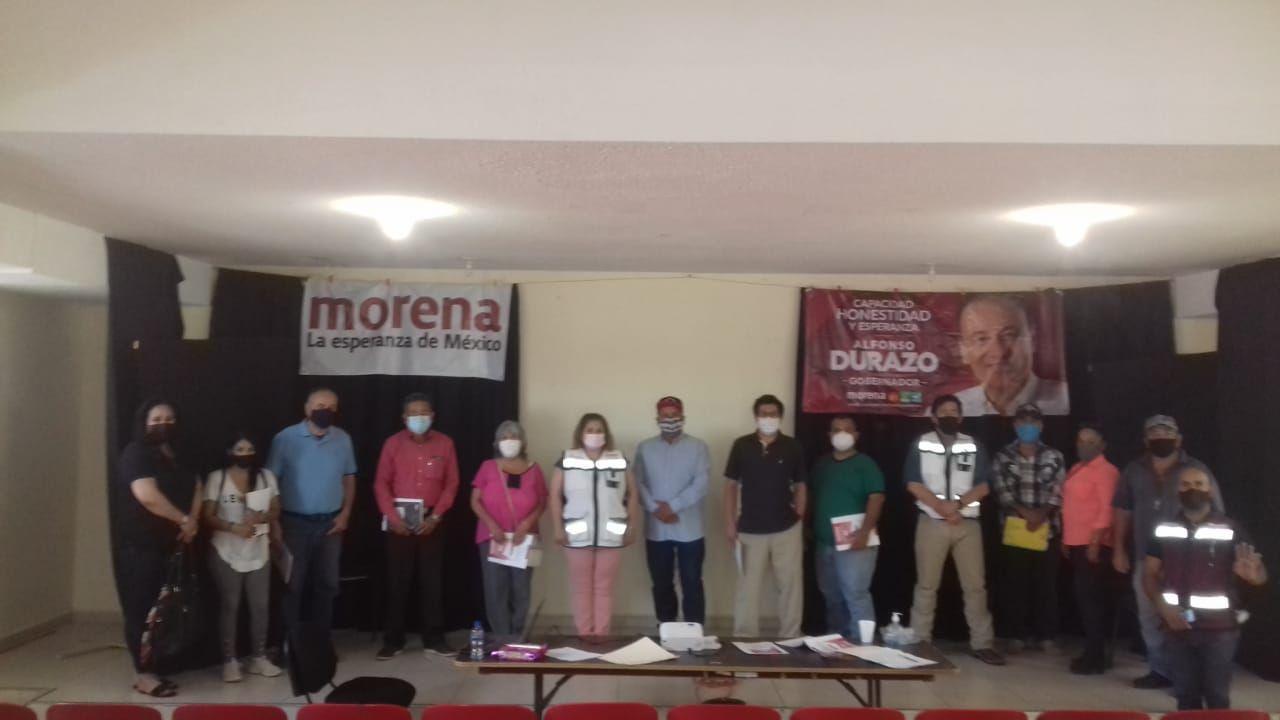 morena
La esperanza de México
CAPACIDAD
HONESTIDAD
Y ESPERANZA
ALFONSO
DURAZO
GOBERNADOR
morena